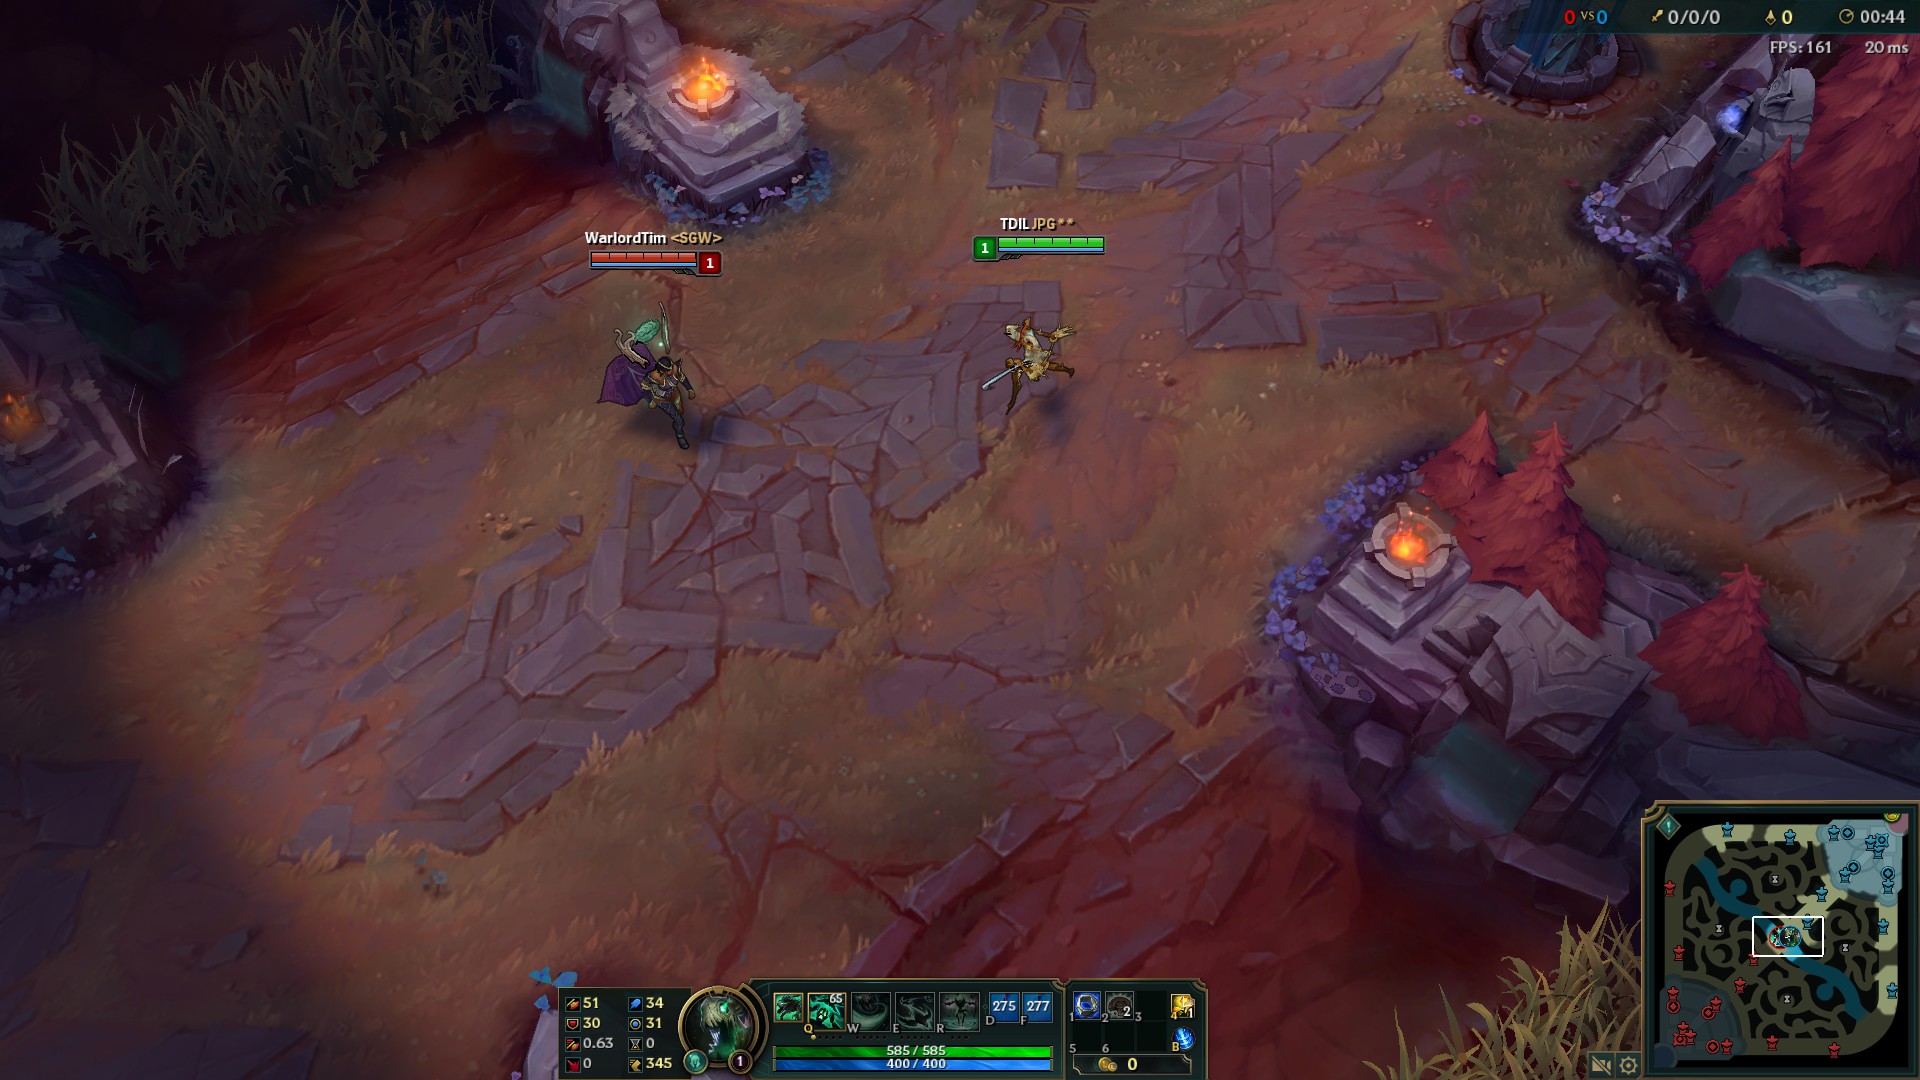 0 VS 0 0/0/0 0 00:44
FPS: 161 20 ms
TDIL JPG**
1
WarlordTim <SGW>
1
51 34
30 31
0.63 0
0 345
1
65
Q W E R
275 277
D F
1 2 2 3 4 1
5 6 B
585 / 585
400 / 400
0